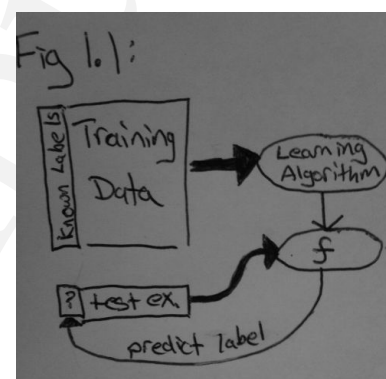 Fig 1.1:
Known Labels
Training
Data
Learning
Algorithm
f
? test ex.
predict label